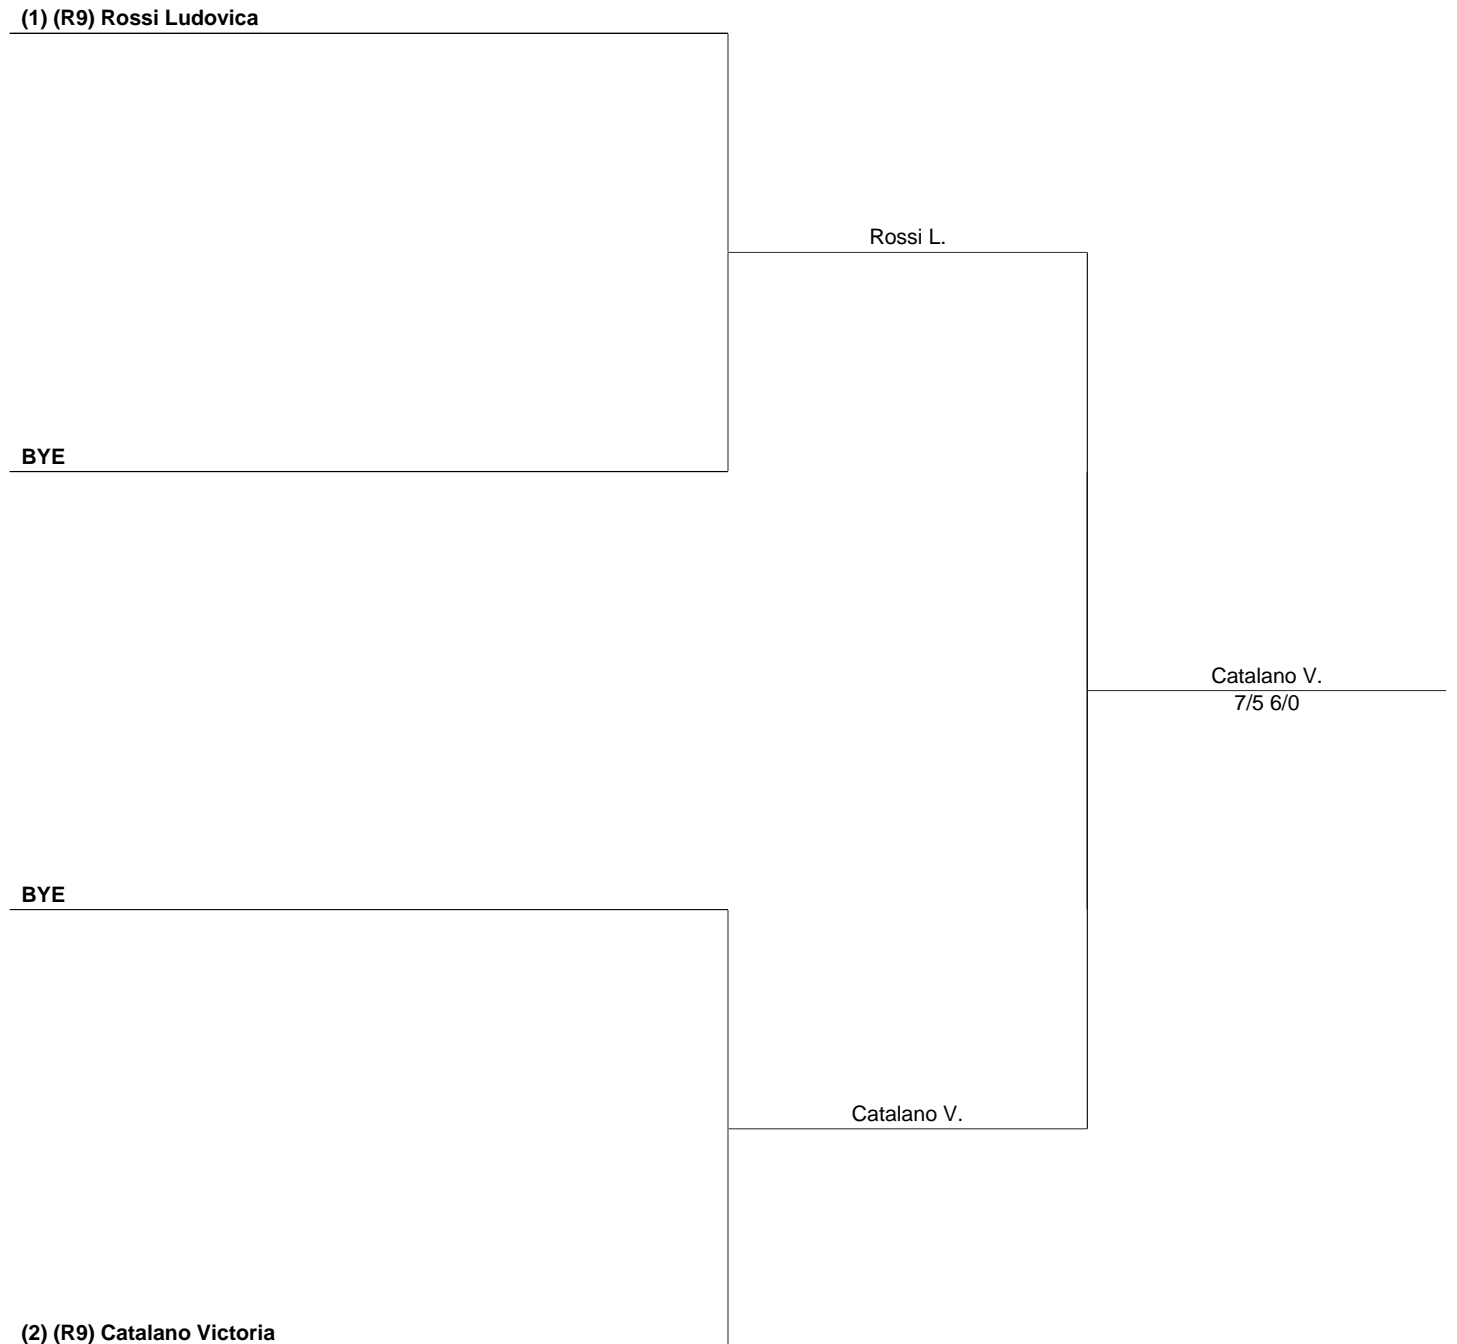 (1) (R9) Rossi Ludovica
Rossi L.
BYE
Catalano V.
7/5 6/0
BYE
Catalano V.
(2) (R9) Catalano Victoria